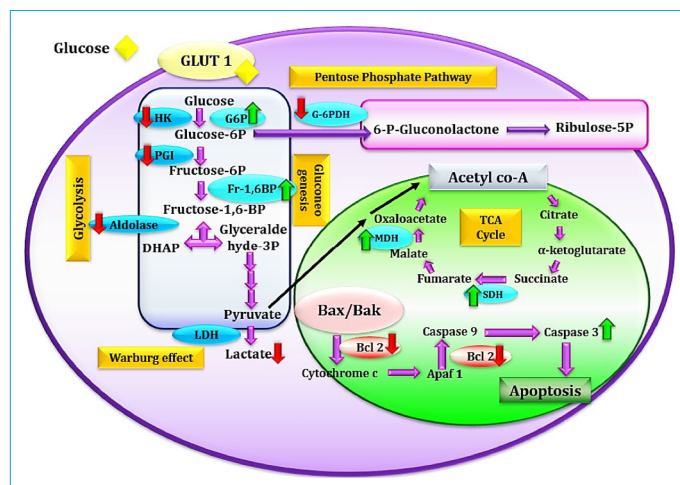 Glucose
GLUT 1
Pentose Phosphate Pathway
Glucose
HK
G6P
G-6PDH
Glucose-6P
6-P-Gluconolactone
Ribulose-5P
PGI
Fructose-6P
Fr-1,6BP
Gluconeo
genesis
Glycolysis
Fructose-1,6-BP
Aldolase
Glyceralde
hyde-3P
DHAP
Pyruvate
LDH
Lactate
Warburg effect
Acetyl co-A
Oxaloacetate
Citrate
TCA
Cycle
MDH
Malate
α-ketoglutarate
Fumarate
Succinate
SDH
Bax/Bak
Bcl 2
Cytochrome c
Apaf 1
Caspase 9
Bcl 2
Caspase 3
Apoptosis